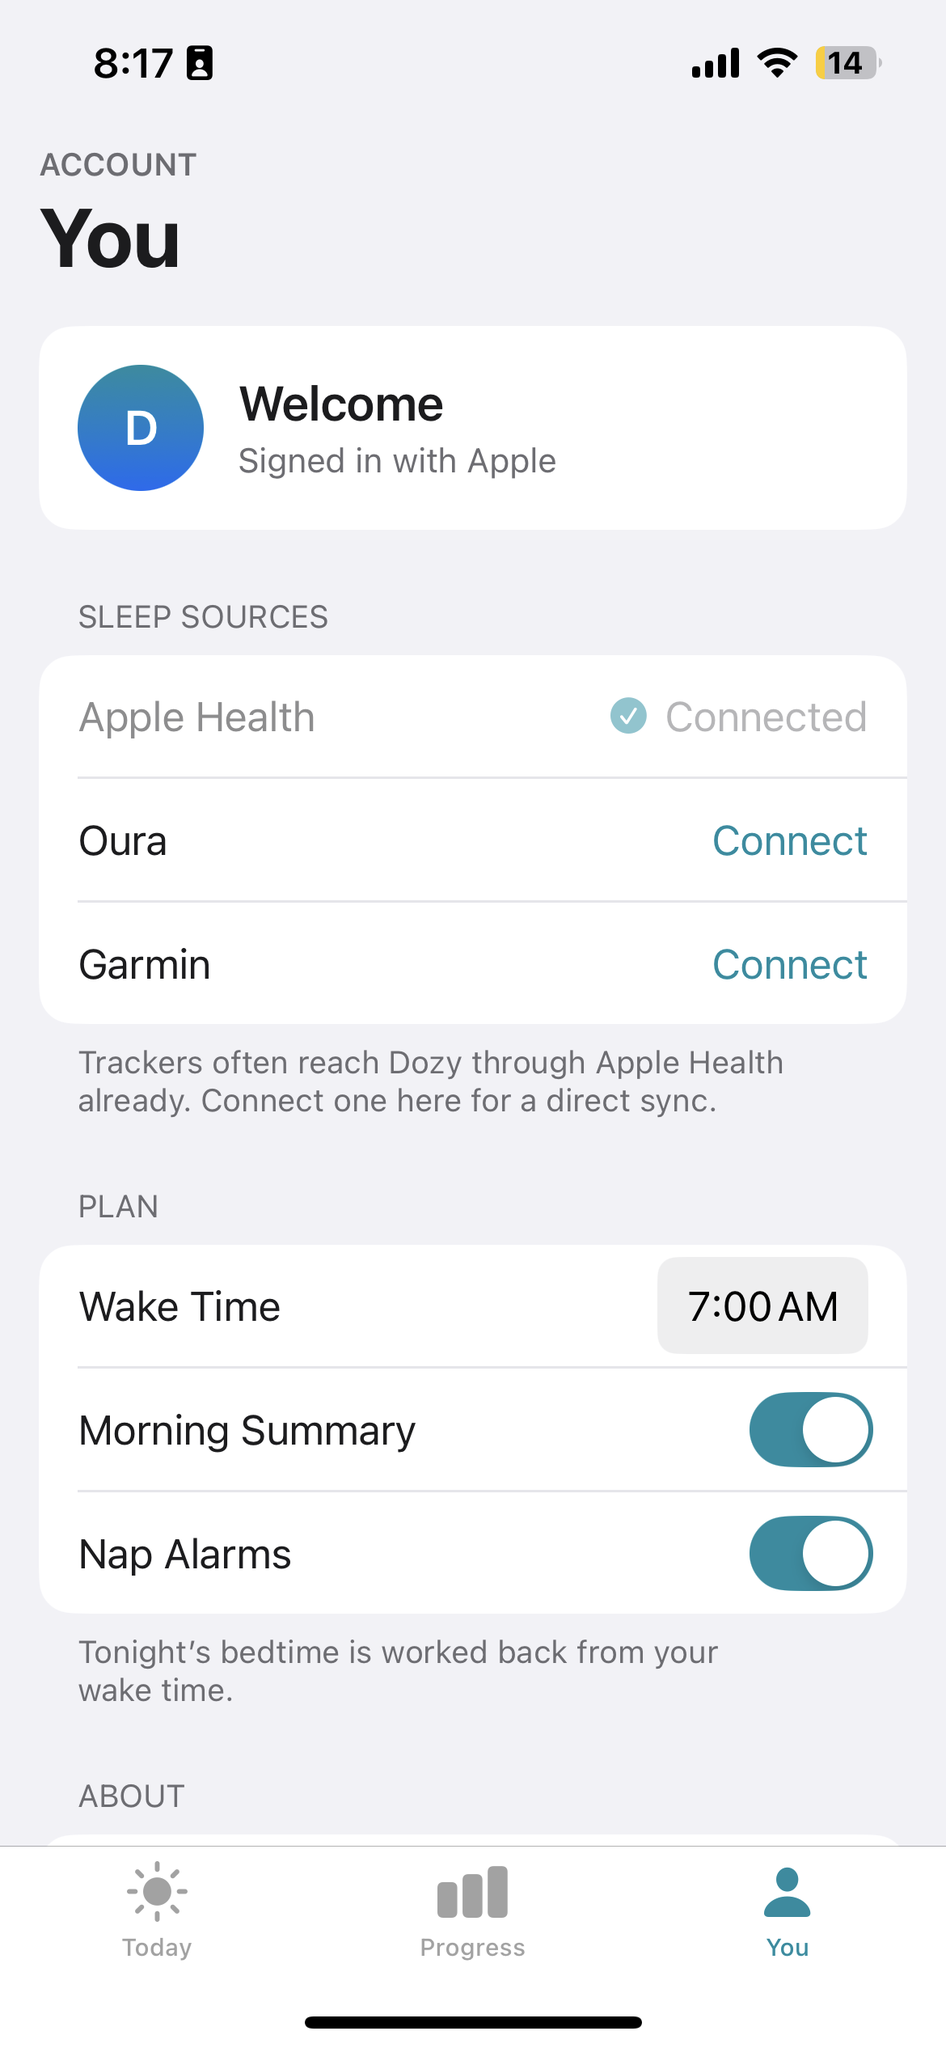 8:17
14
ACCOUNT
You
D
Welcome
Signed in with Apple
SLEEP SOURCES
Apple Health Connected
Oura Connect
Garmin Connect
Trackers often reach Dozy through Apple Health
already. Connect one here for a direct sync.
PLAN
Wake Time 7:00 AM
Morning Summary
Nap Alarms
Tonight’s bedtime is worked back from your
wake time.
ABOUT
Today Progress You